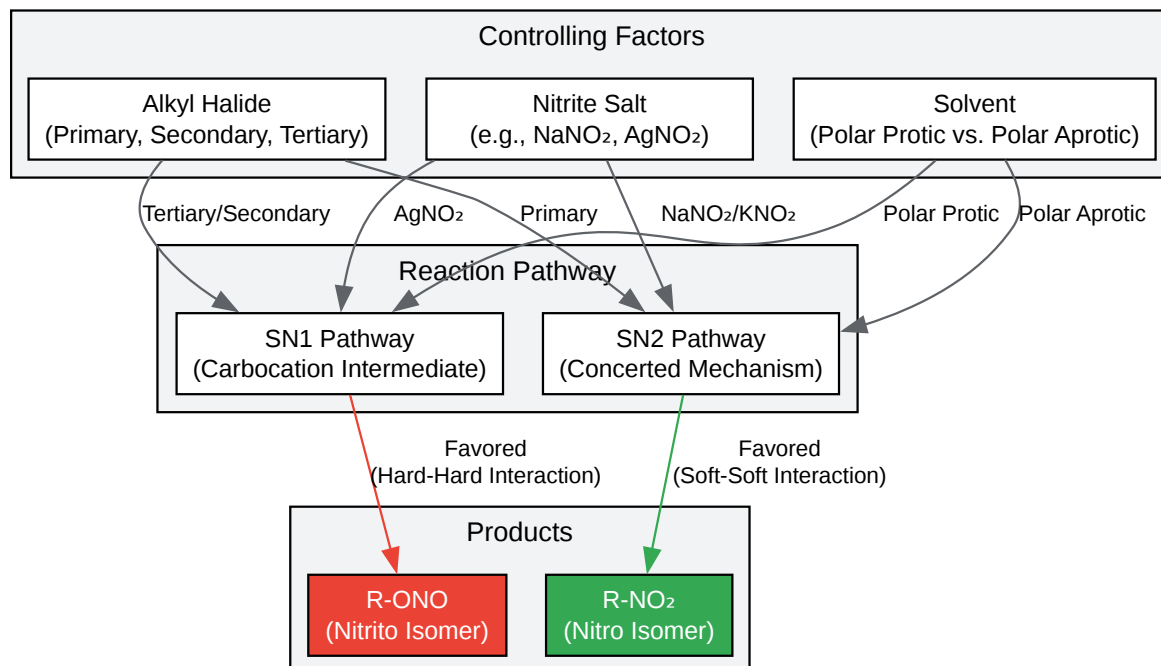 Controlling Factors
Alkyl Halide
(Primary, Secondary, Tertiary)
Nitrite Salt
(e.g., NaNO₂, AgNO₂)
Solvent
(Polar Protic vs. Polar Aprotic)
Tertiary/Secondary
AgNO₂
Primary
NaNO₂/KNO₂
Polar Protic
Polar Aprotic
Reaction Pathway
SN1 Pathway
(Carbocation Intermediate)
SN2 Pathway
(Concerted Mechanism)
Favored
(Hard-Hard Interaction)
Favored
(Soft-Soft Interaction)
Products
R-ONO
(Nitrito Isomer)
R-NO₂
(Nitro Isomer)